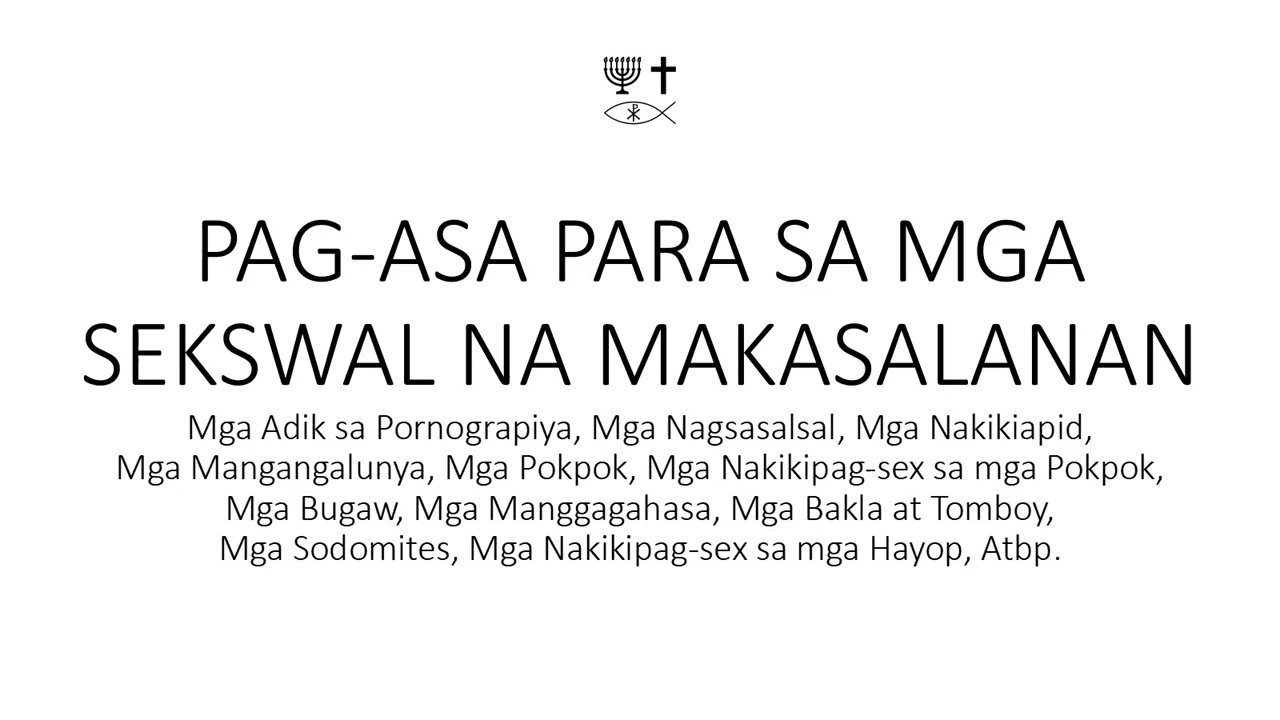 PAG-ASA PARA SA MGA
SEKSWAL NA MAKASALANAN
Mga Adik sa Pornograpiya, Mga Nagsasalsal, Mga Nakikiapid,
Mga Mangangalunya, Mga Pokpok, Mga Nakikipag-sex sa mga Pokpok,
Mga Bugaw, Mga Manggagahasa, Mga Bakla at Tomboy,
Mga Sodomites, Mga Nakikipag-sex sa mga Hayop, Atbp.